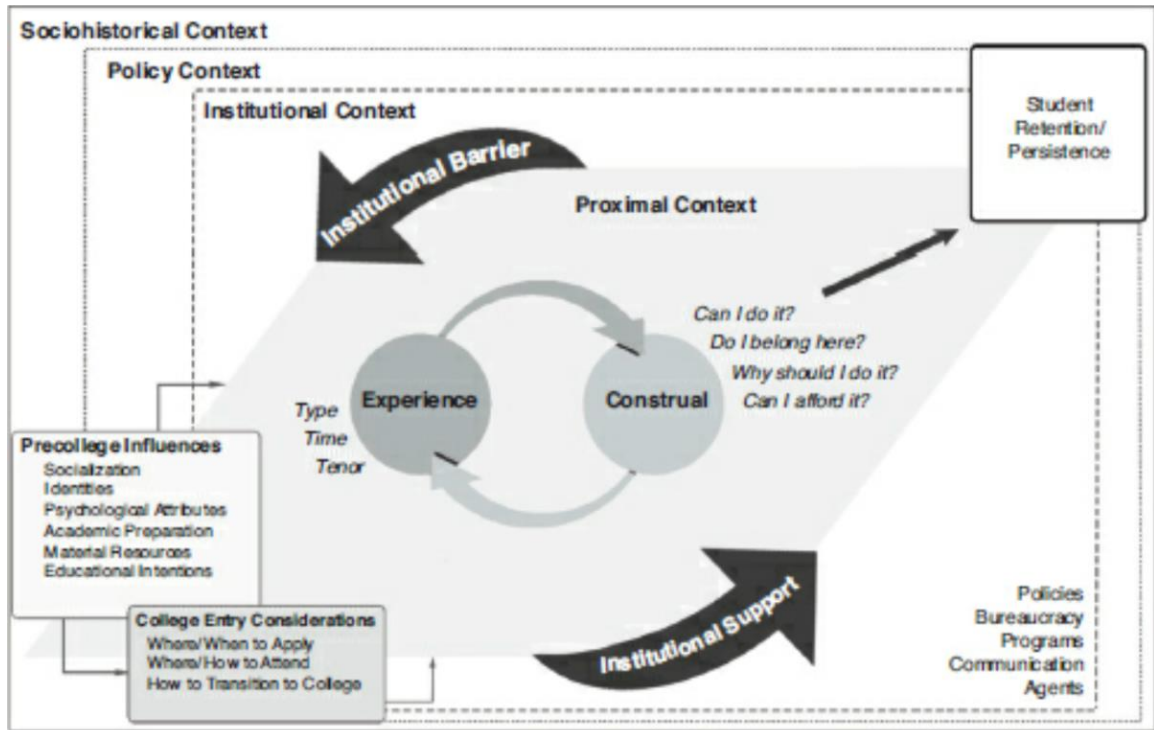 Sociohistorical Context
Policy Context
Institutional Context
Student
Retention/
Persistence
Institutional Barrier
Proximal Context
Can I do it?
Do I belong here?
Why should I do it?
Can I afford it?
Experience
Construal
Type
Time
Tenor
Precollege Influences
Socialization
Identities
Psychological Attributes
Academic Preparation
Material Resources
Educational Intentions
College Entry Considerations
Where/When to Apply
Where/How to Attend
How to Transition to College
Institutional Support
Policies
Bureaucracy
Programs
Communication
Agents